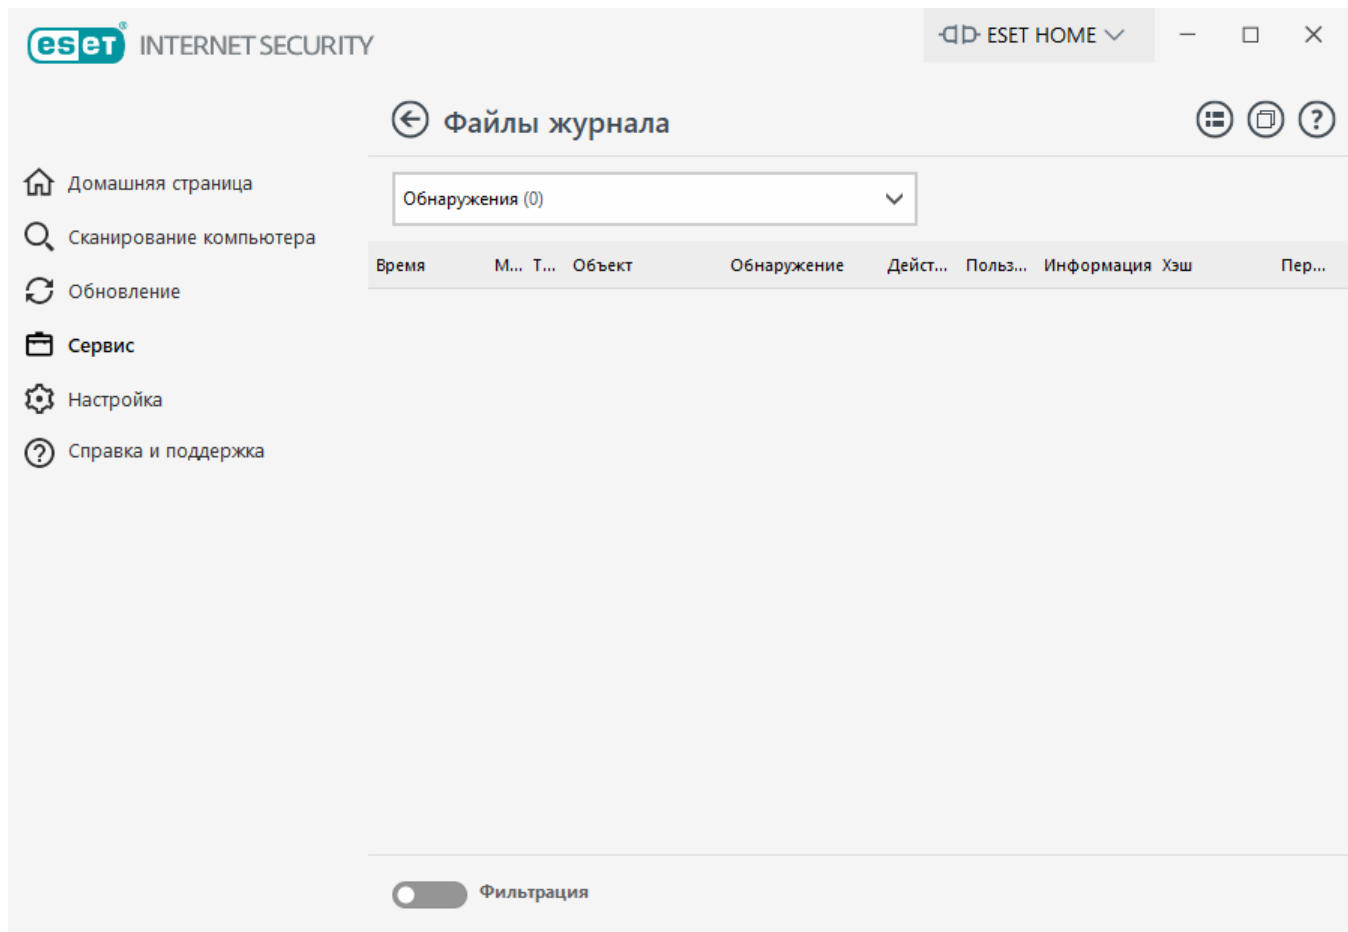 eset® INTERNET SECURITY
ESET HOME
Файлы журнала
Домашняя страница
Сканирование компьютера
Обновление
Сервис
Настройка
Справка и поддержка
Обнаружения (0)
Время М... Т... Объект Обнаружение Дейст... Польз... Информация Хэш Пер...
Фильтрация